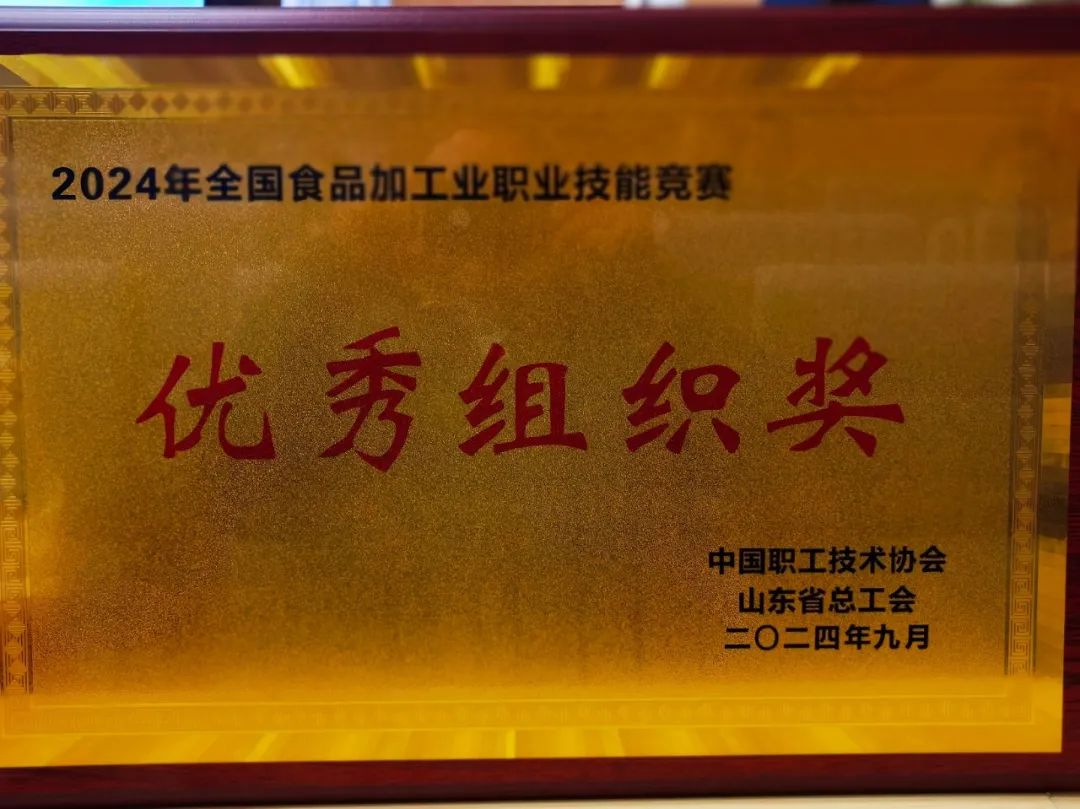 2024年全国食品加工业职业技能竞赛
优秀组织奖
中国职工技术协会
山东省总工会
二〇二四年九月